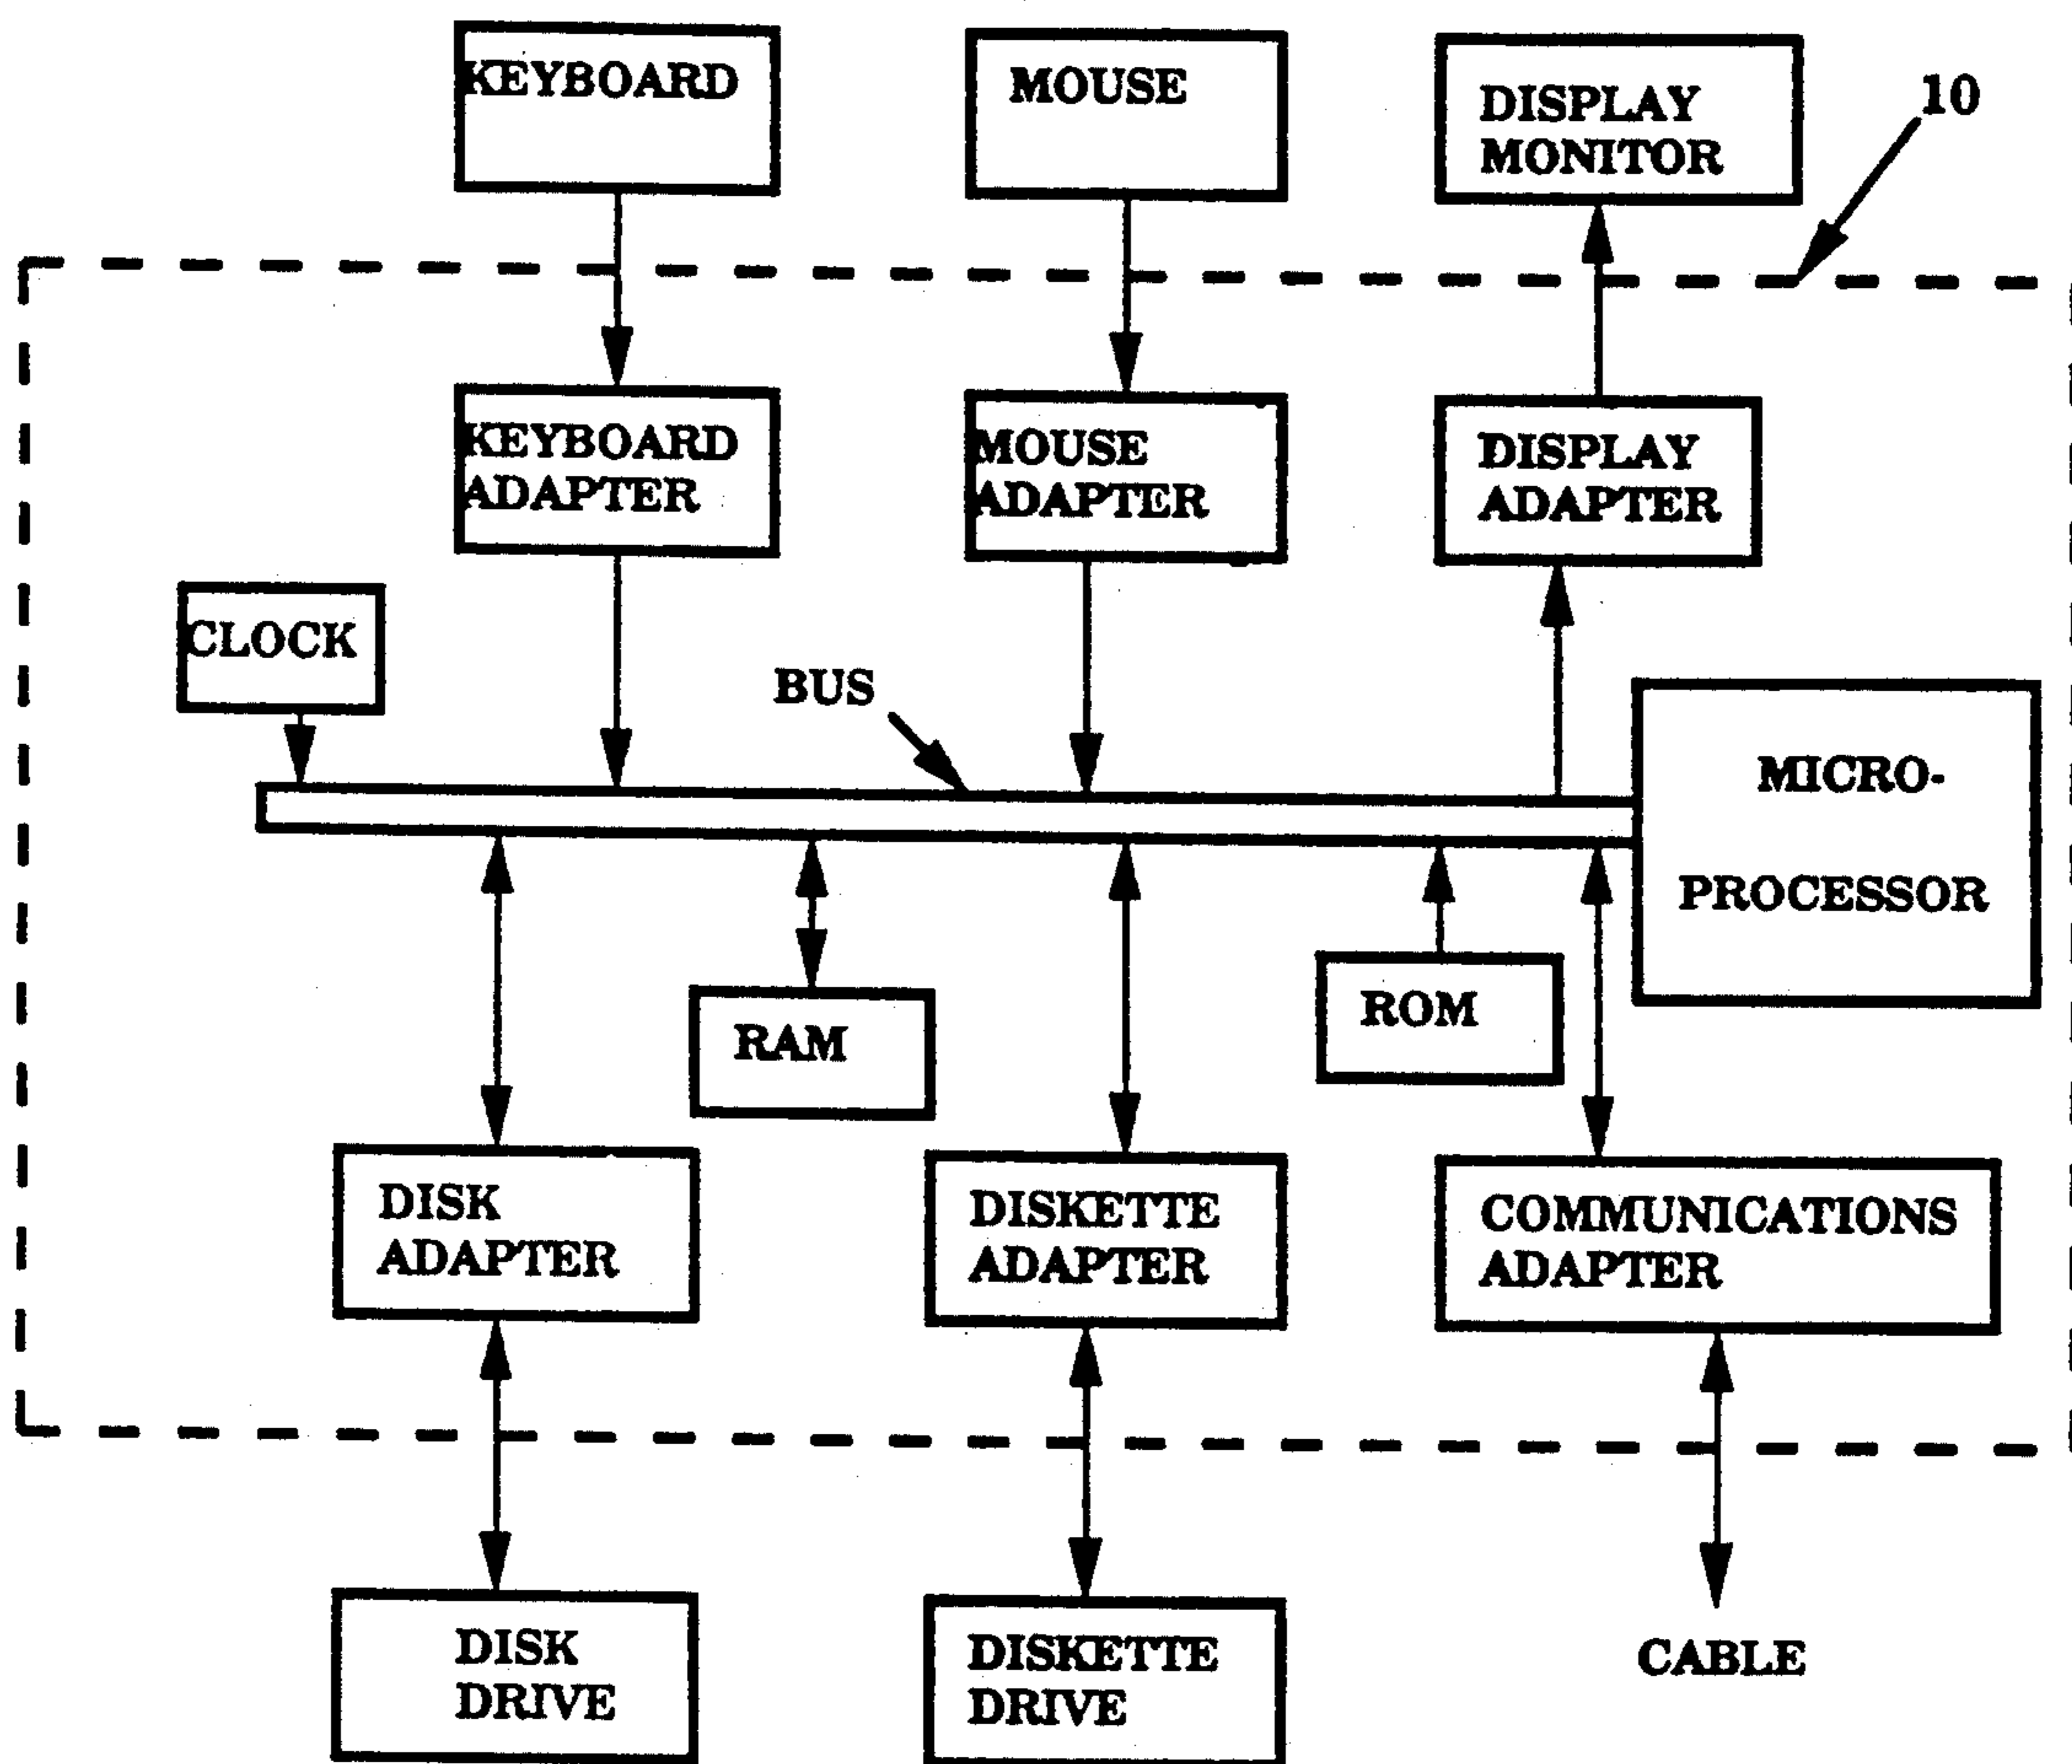 KEYBOARD
MOUSE
DISPLAY
MONITOR
10
KEYBOARD
ADAPTER
MOUSE
ADAPTER
DISPLAY
ADAPTER
CLOCK
BUS
MICRO-
PROCESSOR
RAM
ROM
DISK
ADAPTER
DISKETTE
ADAPTER
COMMUNICATIONS
ADAPTER
DISK
DRIVE
DISKETTE
DRIVE
CABLE